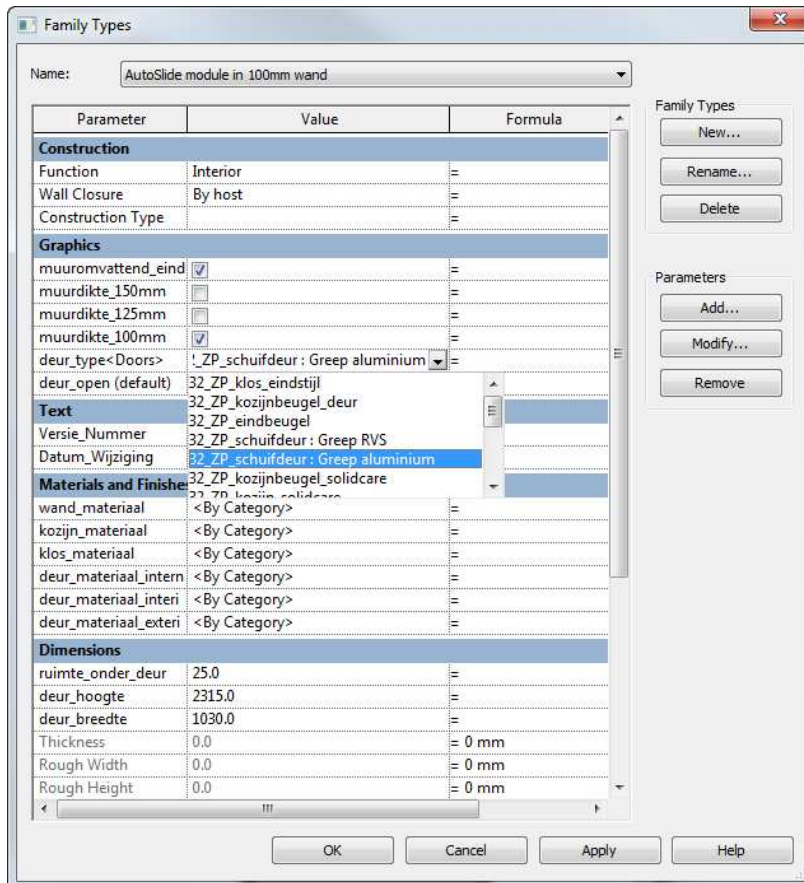 Family Types
Name: AutoSlide module in 100mm wand
Parameter Value Formula
Construction
Function Interior =
Wall Closure By host =
Construction Type =
Graphics
muuromvattend_eind =
muurdikte_150mm =
muurdikte_125mm =
muurdikte_100mm =
deur_type<Doors> _ZP_schuifdeur : Greep aluminium =
deur_open (default) 32_ZP_klos_eindstijl
32_ZP_kozijnbeugel_deur
Text 32_ZP_eindbeugel
Versie_Nummer 32_ZP_schuifdeur : Greep RVS
Datum_Wijziging 32_ZP_schuifdeur : Greep aluminium
Materials and Finishe 32_ZP_kozijnbeugel_solidcare
32_ZP_kozijn_solidcare
wand_materiaal <By Category> =
kozijn_materiaal <By Category> =
klos_materiaal <By Category> =
deur_materiaal_intern <By Category> =
deur_materiaal_interi <By Category> =
deur_materiaal_exteri <By Category> =
Dimensions
ruimte_onder_deur 25.0 =
deur_hoogte 2315.0 =
deur_breedte 1030.0 =
Thickness 0.0 = 0 mm
Rough Width 0.0 = 0 mm
Rough Height 0.0 = 0 mm
Family Types
New...
Rename...
Delete
Parameters
Add...
Modify...
Remove
OK Cancel Apply Help